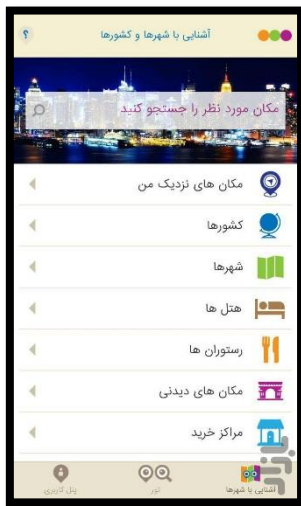 آشنایی با شهرها و کشورها
؟
مکان مورد نظر را جستجو کنید
مکان های نزدیک من
کشورها
شهرها
هتل ها
رستوران ها
مکان های دیدنی
مراکز خرید
آشنایی با شهرها
تور
پنل کاربری
بازار